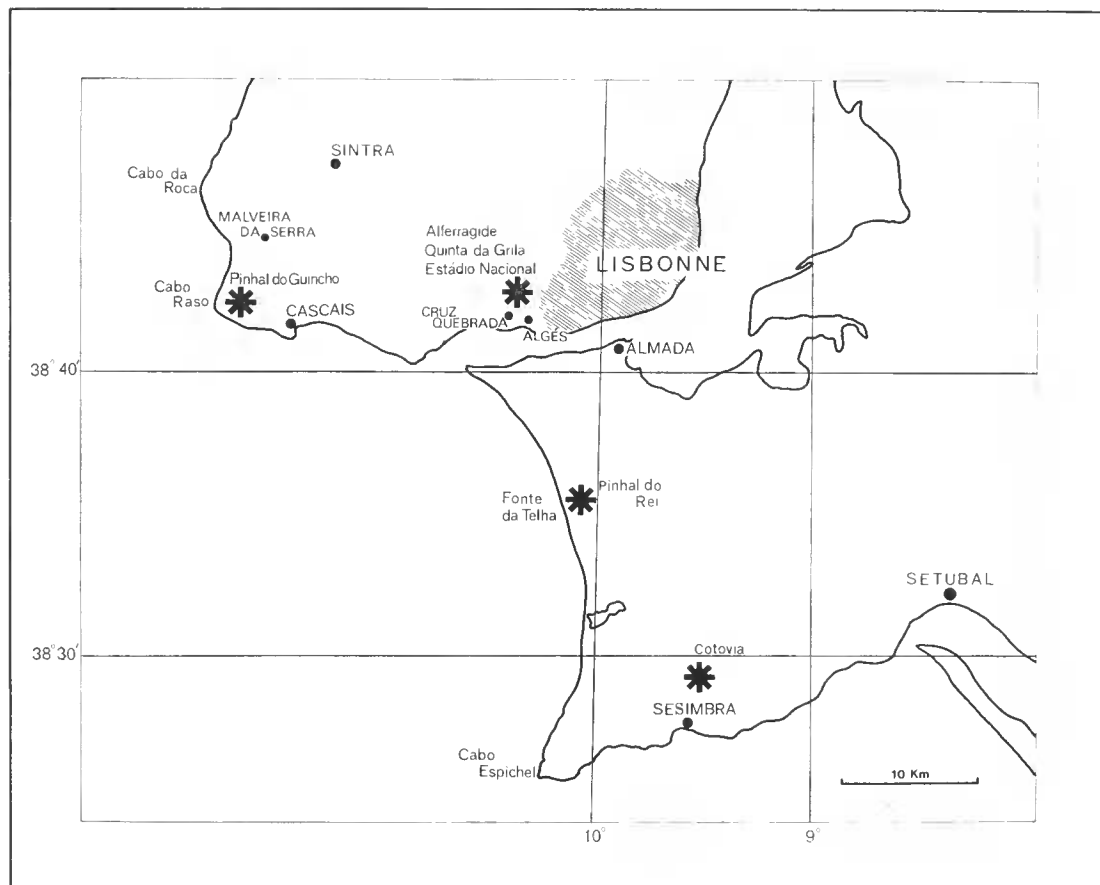 SINTRA
Cabo da
Roca
MALVEIRA
DA SERRA
Alferragide
Quinta da Grila
Estádio Nacional
LISBONNE
Pinhal do Guincho
Cabo
Raso
CASCAIS
CRUZ
QUEBRADA
ALGÉS
ALMADA
38° 40'
Pinhal do
Rei
Fonte
da Telha
SETUBAL
38° 30'
Cotovia
SESIMBRA
Cabo
Espichel
10 Km
10°
9°